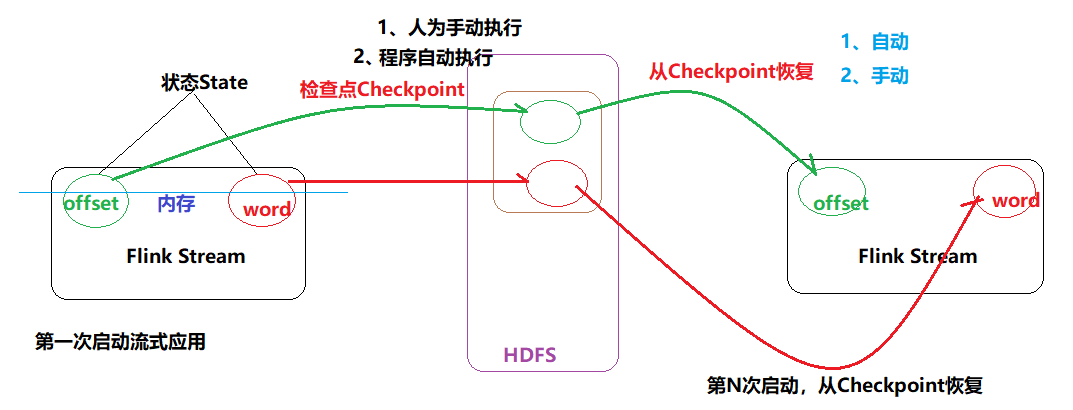 1、人为手动执行
2、程序自动执行
1、自动
2、手动
状态State
检查点Checkpoint
从Checkpoint恢复
offset
内存
word
Flink Stream
offset
word
Flink Stream
第一次启动流式应用
HDFS
第N次启动，从Checkpoint恢复